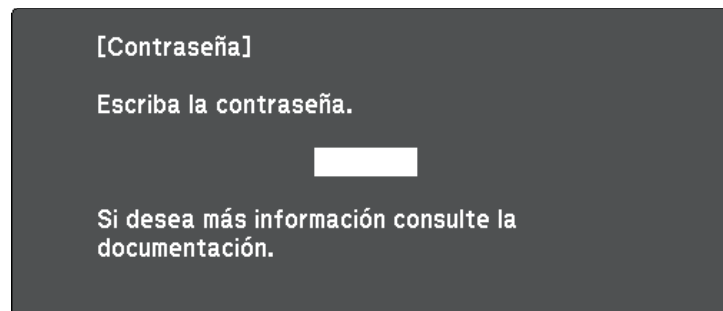 [Contraseña]
Escriba la contraseña.
Si desea más información consulte la
documentación.